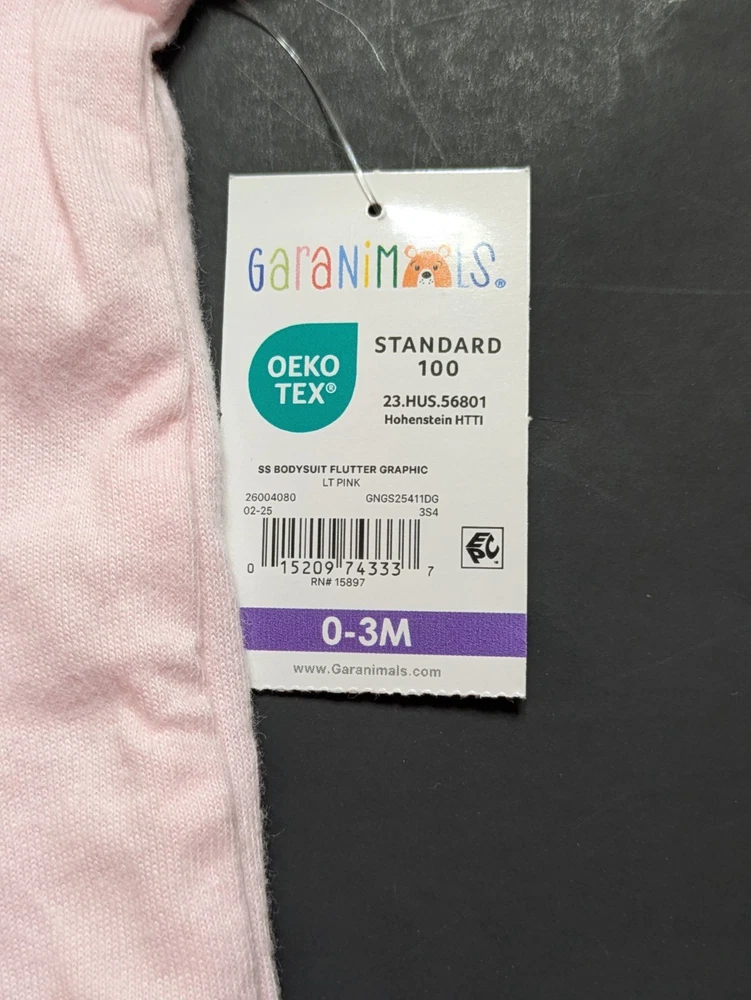 GaraNiMALS®
OEKO
TEX®
STANDARD
100
23.HUS.56801
Hohenstein HTTI
SS BODYSUIT FLUTTER GRAPHIC
LT PINK
26004080 GNGS25411DG
02-25 3S4
EPC™
0 15209 74333 7
RN# 15897
0-3M
www.Garanimals.com